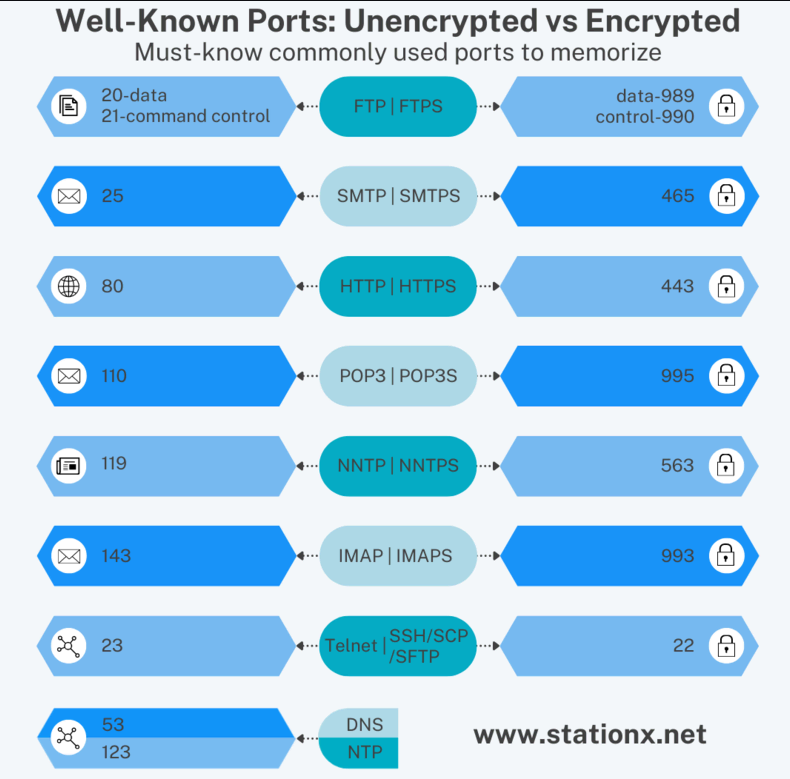 Well-Known Ports: Unencrypted vs Encrypted
Must-know commonly used ports to memorize
20-data
21-command control
FTP | FTPS
data-989
control-990
25
SMTP | SMTPS
465
80
HTTP | HTTPS
443
110
POP3 | POP3S
995
119
NNTP | NNTPS
563
143
IMAP | IMAPS
993
23
Telnet | SSH/SCP
/SFTP
22
53
DNS
123
NTP
www.stationx.net